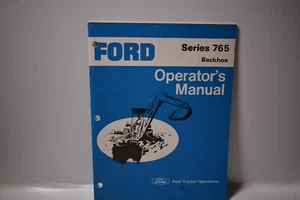 FORD
Series 765
Backhoe
Operator's
Manual
Ford
Ford Tractor Operations